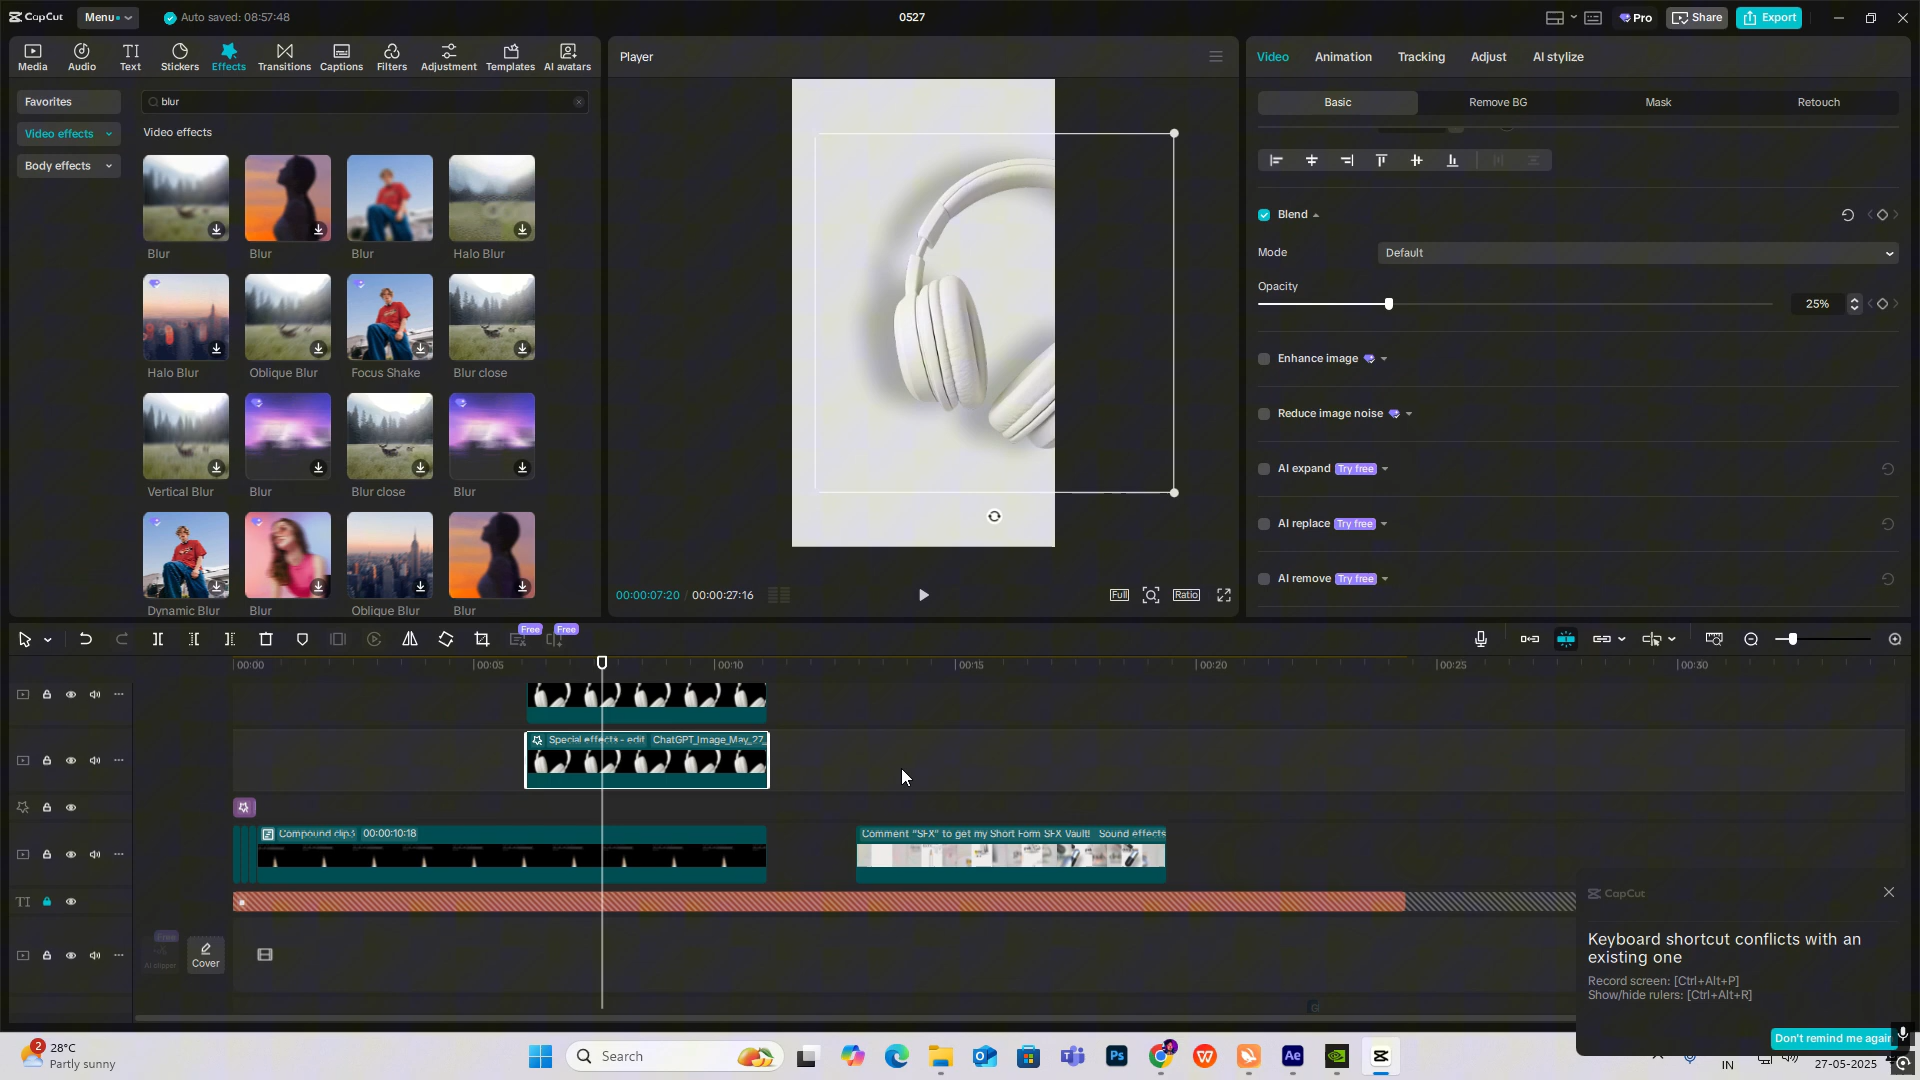 CapCut
Menu
Auto saved: 08:57:48
0527
Pro
Share
Export
Media
Audio
Text
Stickers
Effects
Transitions
Captions
Filters
Adjustment
Templates
AI avatars
Player
Video
Animation
Tracking
Adjust
AI stylize
Favorites
blur
Basic
Remove BG
Mask
Retouch
Video effects
Video effects
Body effects
Blur
Blur
Blur
Halo Blur
Blend
Mode
Default
Opacity
25%
Halo Blur
Oblique Blur
Focus Shake
Blur close
Enhance image
Reduce image noise
Vertical Blur
Blur
Blur close
Blur
AI expand
Try free
AI replace
Try free
AI remove
Try free
Dynamic Blur
Blur
Oblique Blur
Blur
00:00:07:20 / 00:00:27:16
Full
Ratio
Free
Free
00:00
00:05
00:10
00:15
00:20
00:25
00:30
Special effects - edit
ChatGPT_Image_May_27_
Compound clip3
00:00:10:18
Comment "SFX" to get my Short Form SFX Vault!
Sound effects
TI
Free
AI clipper
Cover
CapCut
Keyboard shortcut conflicts with an
existing one
Record screen: [Ctrl+Alt+P]
Show/hide rulers: [Ctrl+Alt+R]
Don't remind me again
2
28°C
Partly sunny
Search
Ps
Ae
IN
27-05-2025